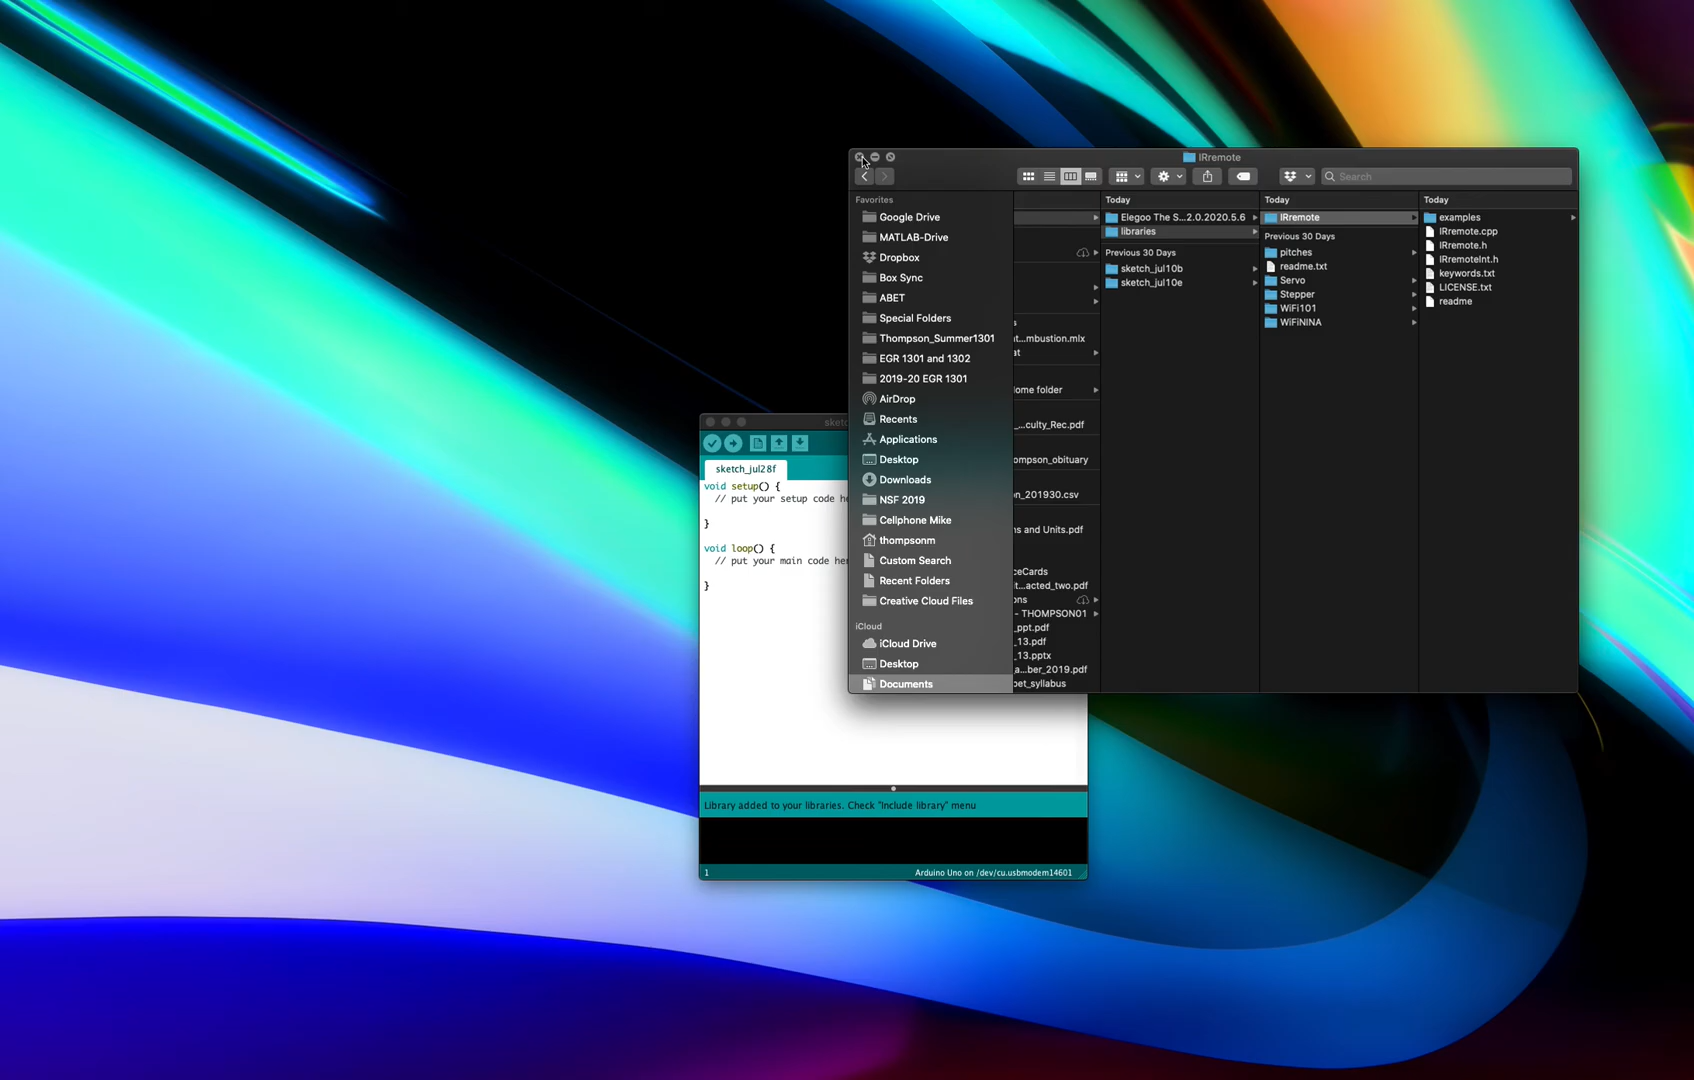 IRremote
Search
Favorites
Google Drive
MATLAB-Drive
Dropbox
Box Sync
ABET
Special Folders
Thompson_Summer1301
EGR 1301 and 1302
2019-20 EGR 1301
AirDrop
Recents
Applications
Desktop
Downloads
NSF 2019
Cellphone Mike
thompsonm
Custom Search
Recent Folders
Creative Cloud Files
iCloud
iCloud Drive
Desktop
Documents
s
t...mbustion.mlx
at
ome folder
_...culty_Rec.pdf
ompson_obituary
on_201930.csv
ns and Units.pdf
ceCards
it...acted_two.pdf
ons
- THOMPSON01
_ppt.pdf
_13.pdf
_13.pptx
a...ber_2019.pdf
bet_syllabus
Today
Elegoo The S...2.0.2020.5.6
libraries
Previous 30 Days
sketch_jul10b
sketch_jul10e
Today
IRremote
Previous 30 Days
pitches
readme.txt
Servo
Stepper
WiFi101
WiFiNINA
Today
examples
IRremote.cpp
IRremote.h
IRremoteInt.h
keywords.txt
LICENSE.txt
readme
sketc
sketch_jul28f
void setup() {
// put your setup code he
}
void loop() {
// put your main code her
}
Library added to your libraries. Check "Include library" menu
1
Arduino Uno on /dev/cu.usbmodem14601